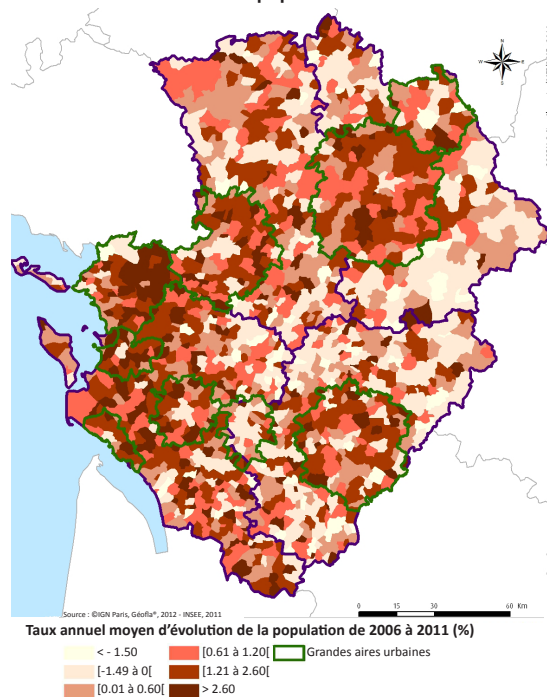 N
W
E
S
Source : ©IGN Paris, Géofla®, 2012 - INSEE, 2011
0 15 30 60 Km
Taux annuel moyen d’évolution de la population de 2006 à 2011 (%)
< - 1.50 [0.61 à 1.20[ Grandes aires urbaines
[-1.49 à 0[ [1.21 à 2.60[
[0.01 à 0.60[ > 2.60